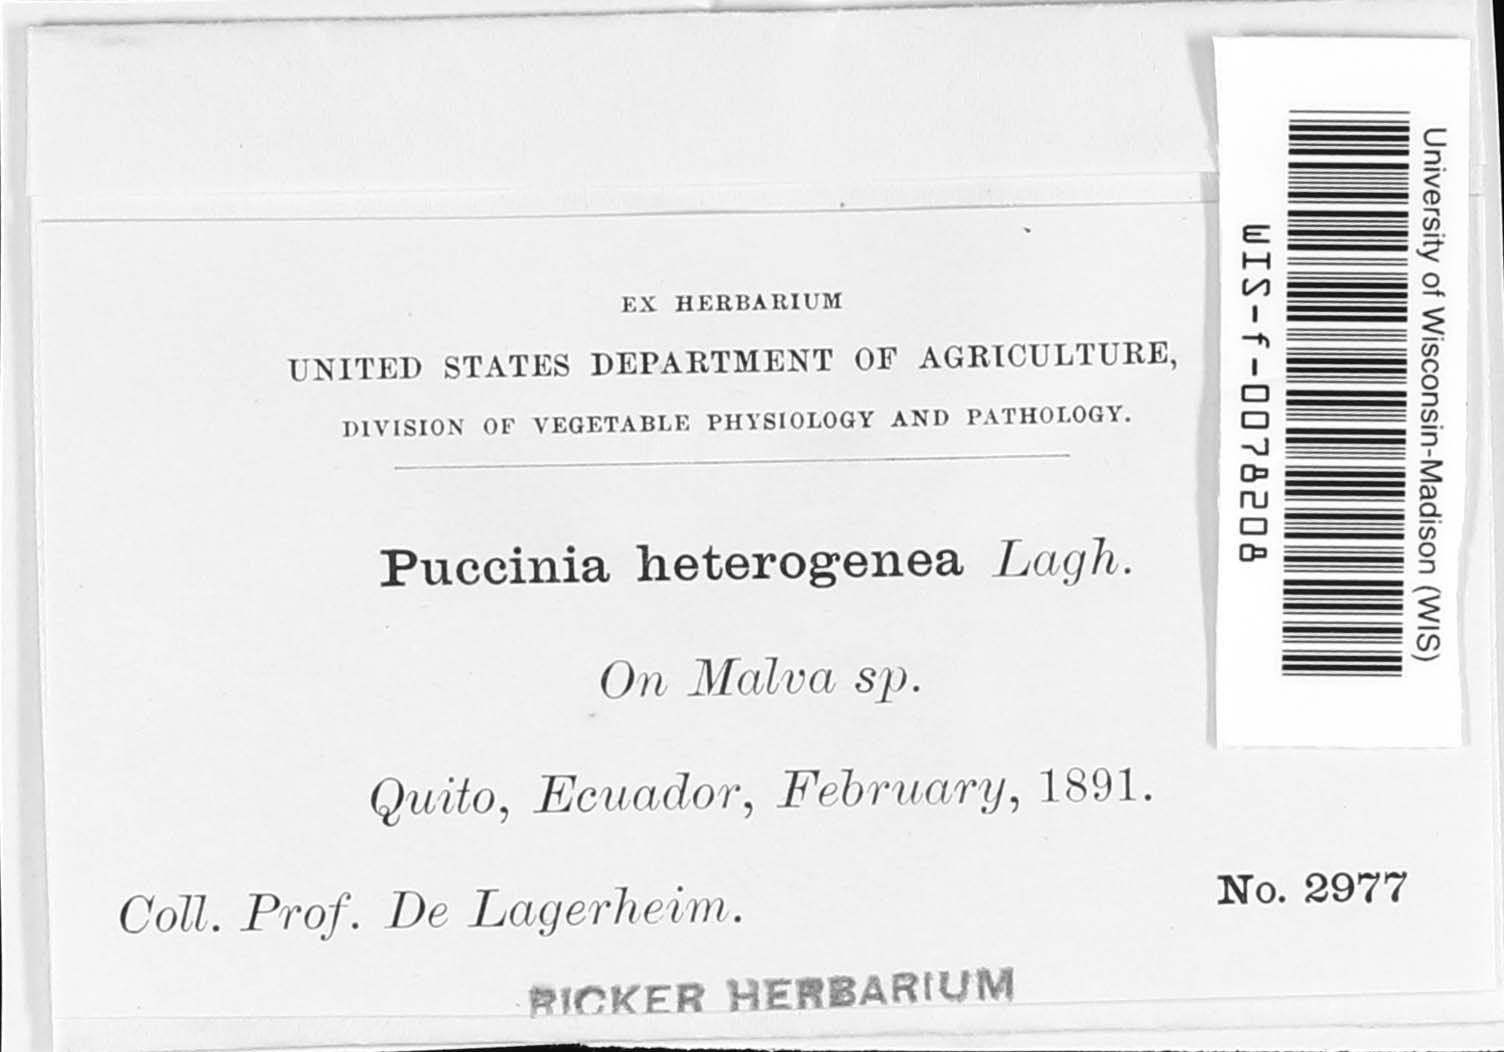 EX HERBARIUM
UNITED STATES DEPARTMENT OF AGRICULTURE,
DIVISION OF VEGETABLE PHYSIOLOGY AND PATHOLOGY.
Puccinia heterogenea Lagh.
On Malva sp.
Quito, Ecuador, February, 1891.
Coll. Prof. De Lagerheim.
No. 2977
RICKER HERBARIUM
University of Wisconsin-Madison (WIS)
WIS-f-0078208